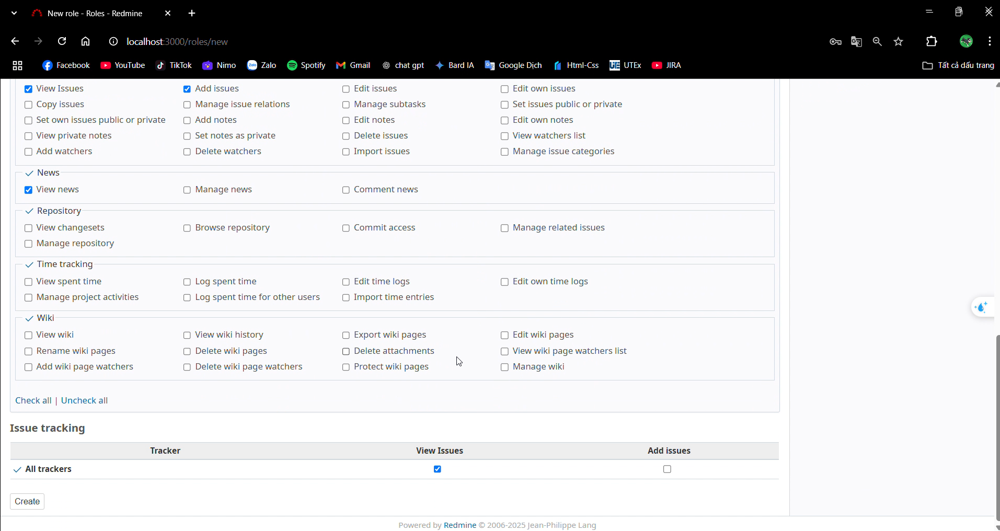 New role - Roles - Redmine
localhost:3000/roles/new
Facebook YouTube TikTok Nimo Zalo Spotify Gmail chat gpt Bard IA Google Dịch Html-Css UTEx JIRA Tất cả dấu trang
View Issues Add issues Edit issues Edit own issues
Copy issues Manage issue relations Manage subtasks Set issues public or private
Set own issues public or private Add notes Edit notes Edit own notes
View private notes Set notes as private Delete issues View watchers list
Add watchers Delete watchers Import issues Manage issue categories
News
View news Manage news Comment news
Repository
View changesets Browse repository Commit access Manage related issues
Manage repository
Time tracking
View spent time Log spent time Edit time logs Edit own time logs
Manage project activities Log spent time for other users Import time entries
Wiki
View wiki View wiki history Export wiki pages Edit wiki pages
Rename wiki pages Delete wiki pages Delete attachments View wiki page watchers list
Add wiki page watchers Delete wiki page watchers Protect wiki pages Manage wiki
Check all | Uncheck all
Issue tracking
Tracker View Issues Add issues
All trackers
Create
Powered by Redmine © 2006-2025 Jean-Philippe Lang